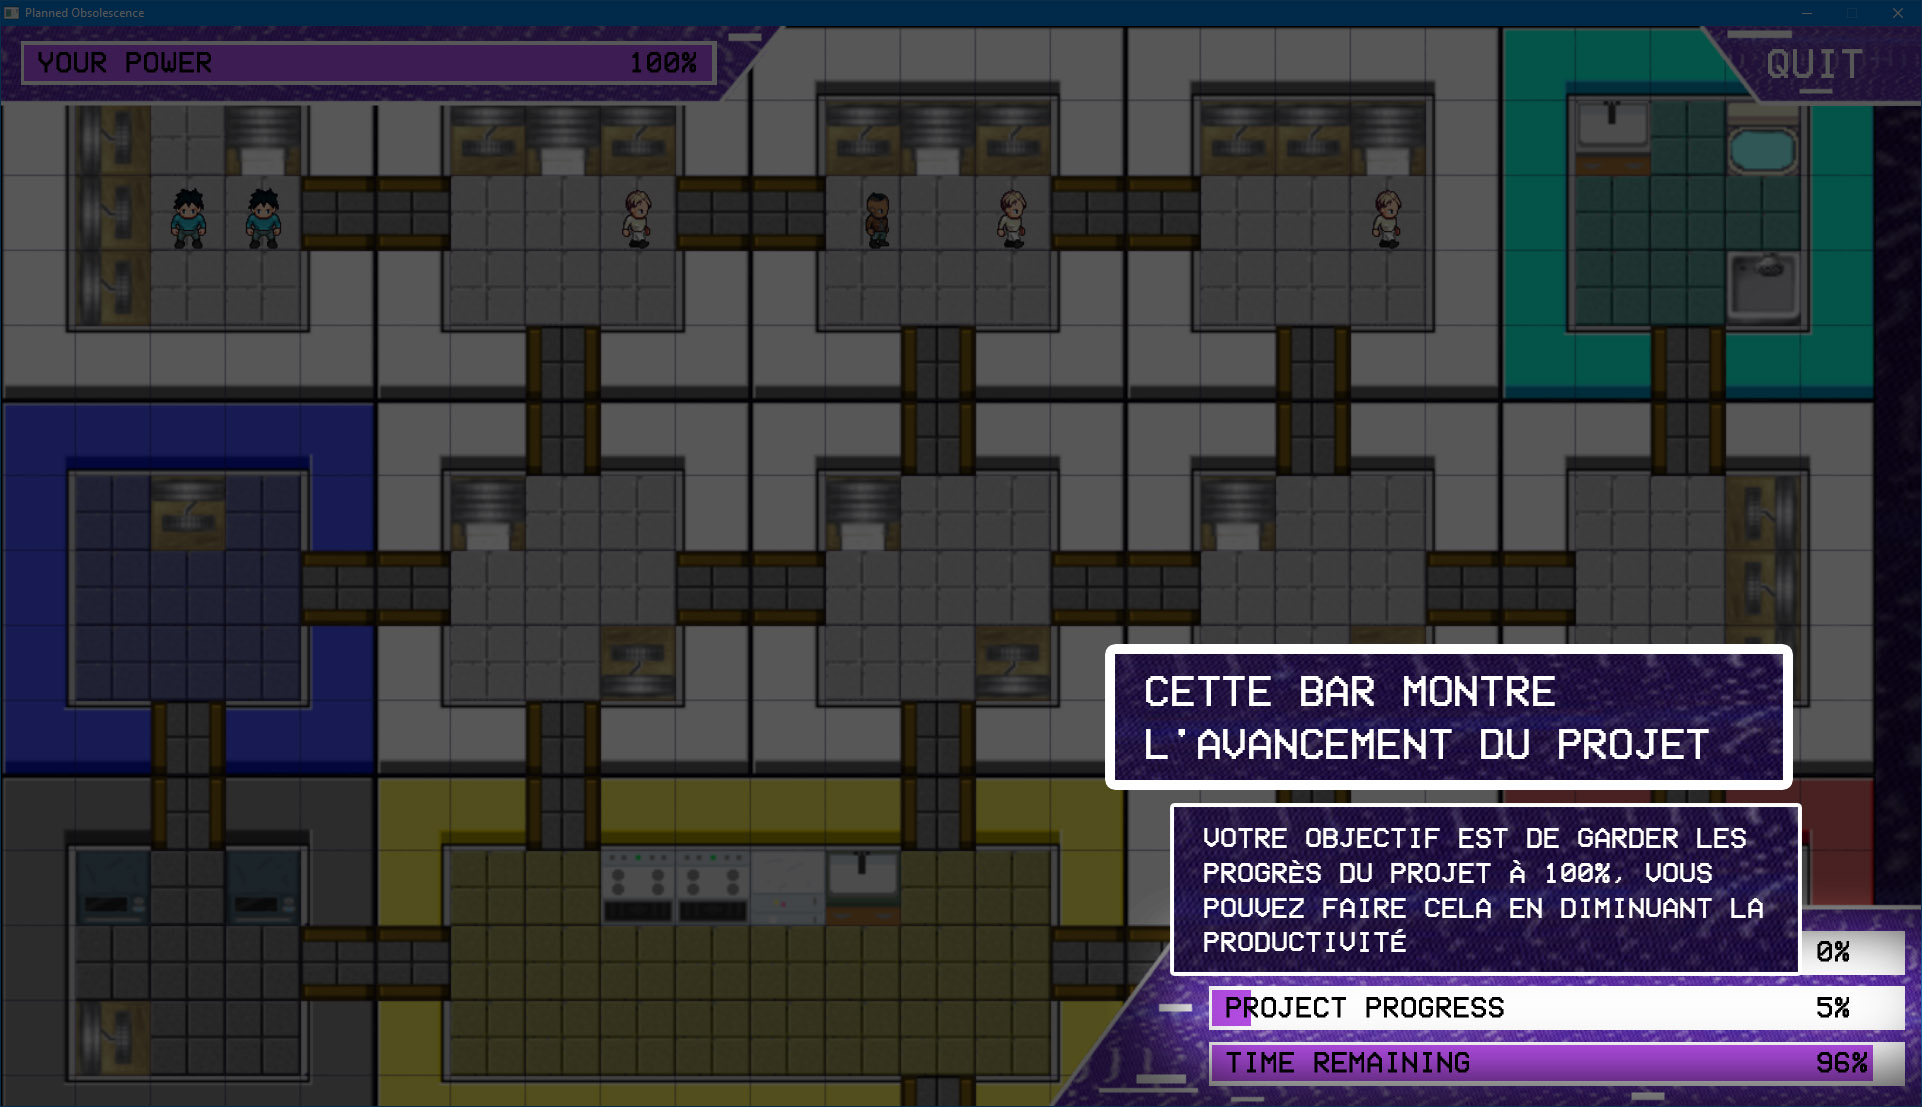 Planned Obsolescence
YOUR POWER 100%
QUIT
CETTE BAR MONTRE
L'AVANCEMENT DU PROJET
VOTRE OBJECTIF EST DE GARDER LES
PROGRÈS DU PROJET À 100%, VOUS
POUVEZ FAIRE CELA EN DIMINUANT LA
PRODUCTIVITÉ
0%
PROJECT PROGRESS 5%
TIME REMAINING 96%